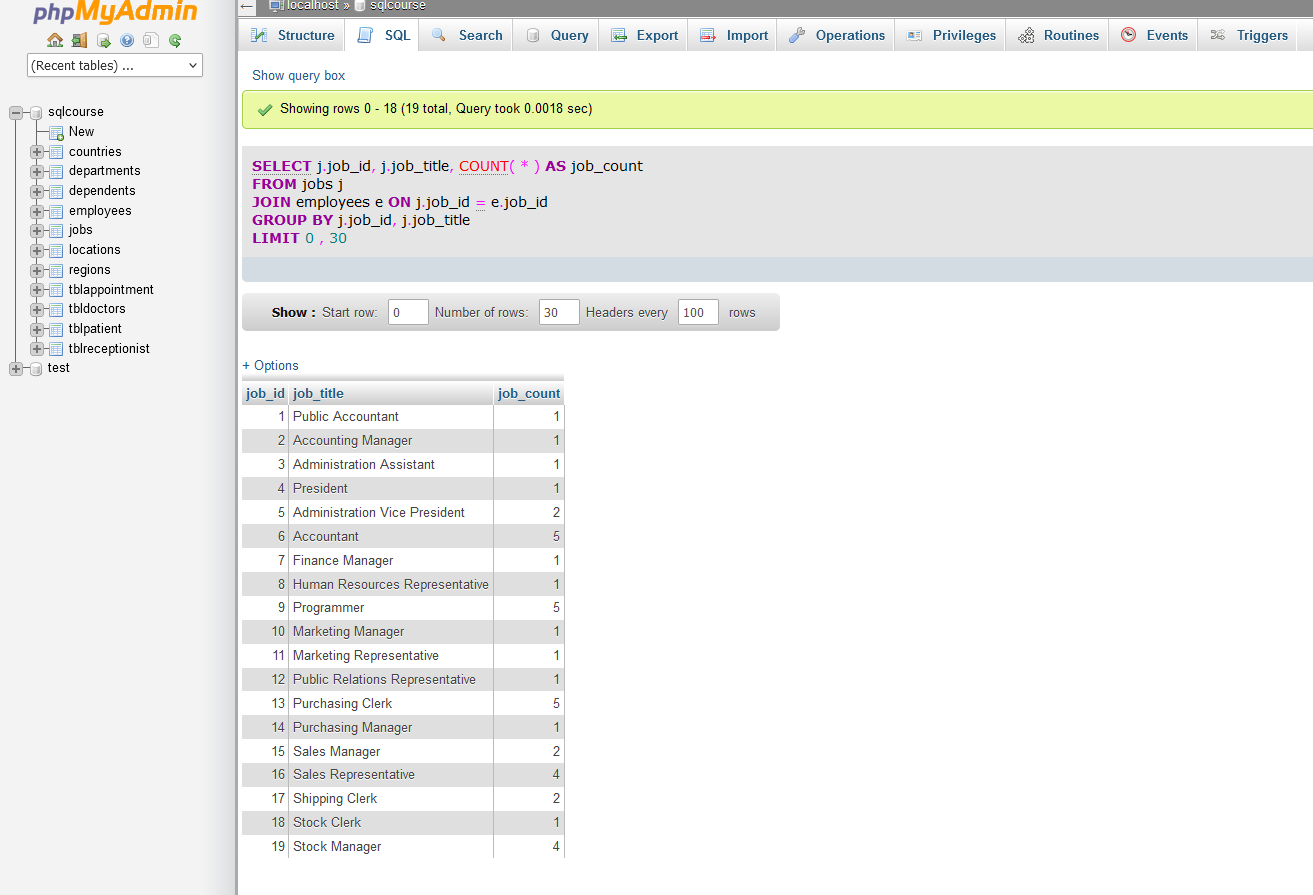 phpMyAdmin
(Recent tables) ...
sqlcourse
New
countries
departments
dependents
employees
jobs
locations
regions
tblappointment
tbldoctors
tblpatient
tblreceptionist
test
localhost » sqlcourse
Structure SQL Search Query Export Import Operations Privileges Routines Events Triggers
Show query box
Showing rows 0 - 18 (19 total, Query took 0.0018 sec)
SELECT j.job_id, j.job_title, COUNT( * ) AS job_count
FROM jobs j
JOIN employees e ON j.job_id = e.job_id
GROUP BY j.job_id, j.job_title
LIMIT 0 , 30
Show : Start row: 0 Number of rows: 30 Headers every 100 rows
+ Options
job_id job_title job_count
1 Public Accountant 1
2 Accounting Manager 1
3 Administration Assistant 1
4 President 1
5 Administration Vice President 2
6 Accountant 5
7 Finance Manager 1
8 Human Resources Representative 1
9 Programmer 5
10 Marketing Manager 1
11 Marketing Representative 1
12 Public Relations Representative 1
13 Purchasing Clerk 5
14 Purchasing Manager 1
15 Sales Manager 2
16 Sales Representative 4
17 Shipping Clerk 2
18 Stock Clerk 1
19 Stock Manager 4